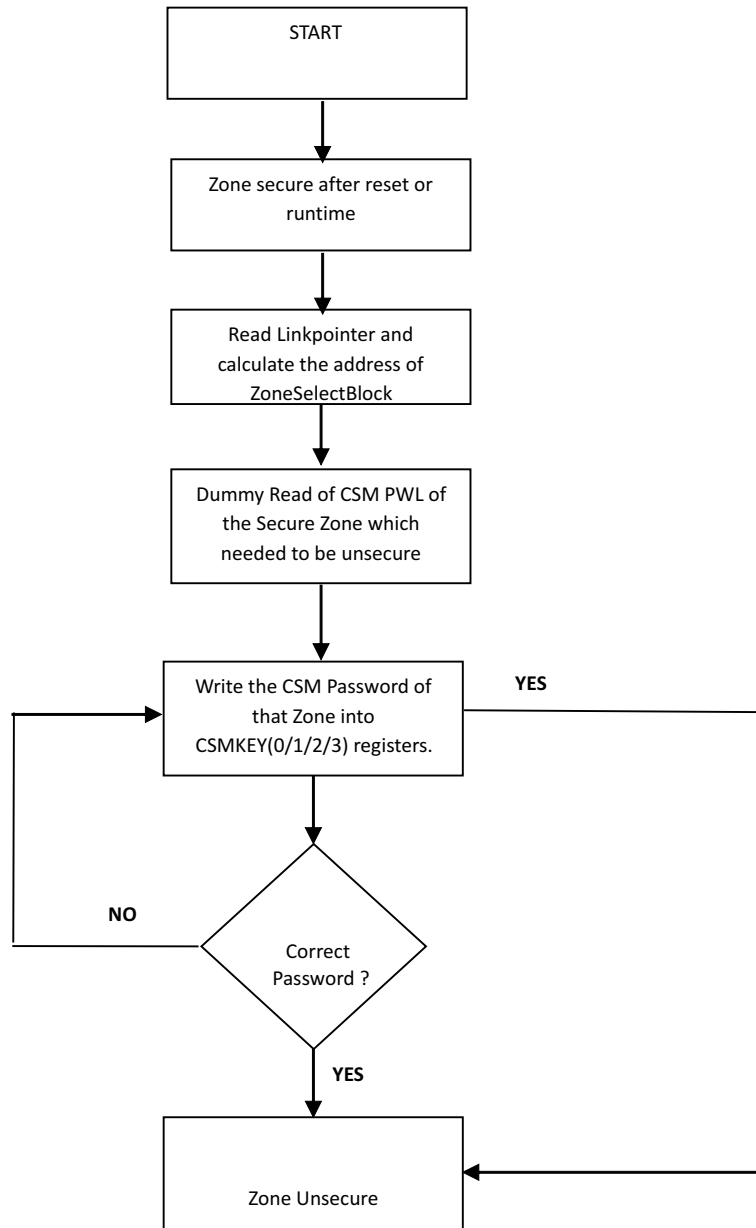 START
Zone secure after reset or
runtime
Read Linkpointer and
calculate the address of
ZoneSelectBlock
Dummy Read of CSM PWL of
the Secure Zone which
needed to be unsecure
Write the CSM Password of
that Zone into
CSMKEY(0/1/2/3) registers.
YES
NO
Correct
Password ?
YES
Zone Unsecure